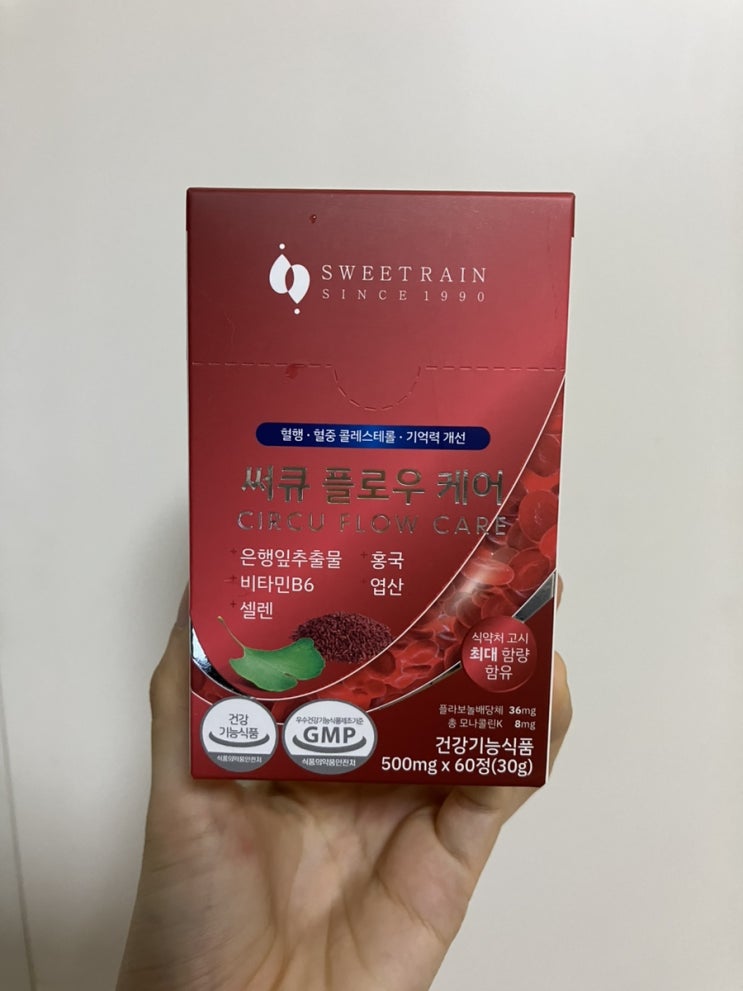 SWEETRAIN
SINCE 1990
혈행 · 혈중 콜레스테롤 · 기억력 개선
써큐 플로우 케어
CIRCU FLOW CARE
+은행잎추출물 +홍국
+비타민B6 +엽산
+셀렌
식약처 고시
최대 함량
함유
플라보놀배당체 36mg
총 모나콜린K 8mg
건강기능식품
500mg x 60정(30g)
건강
기능식품
식품의약품안전처
우수건강기능식품제조기준
GMP
식품의약품안전처